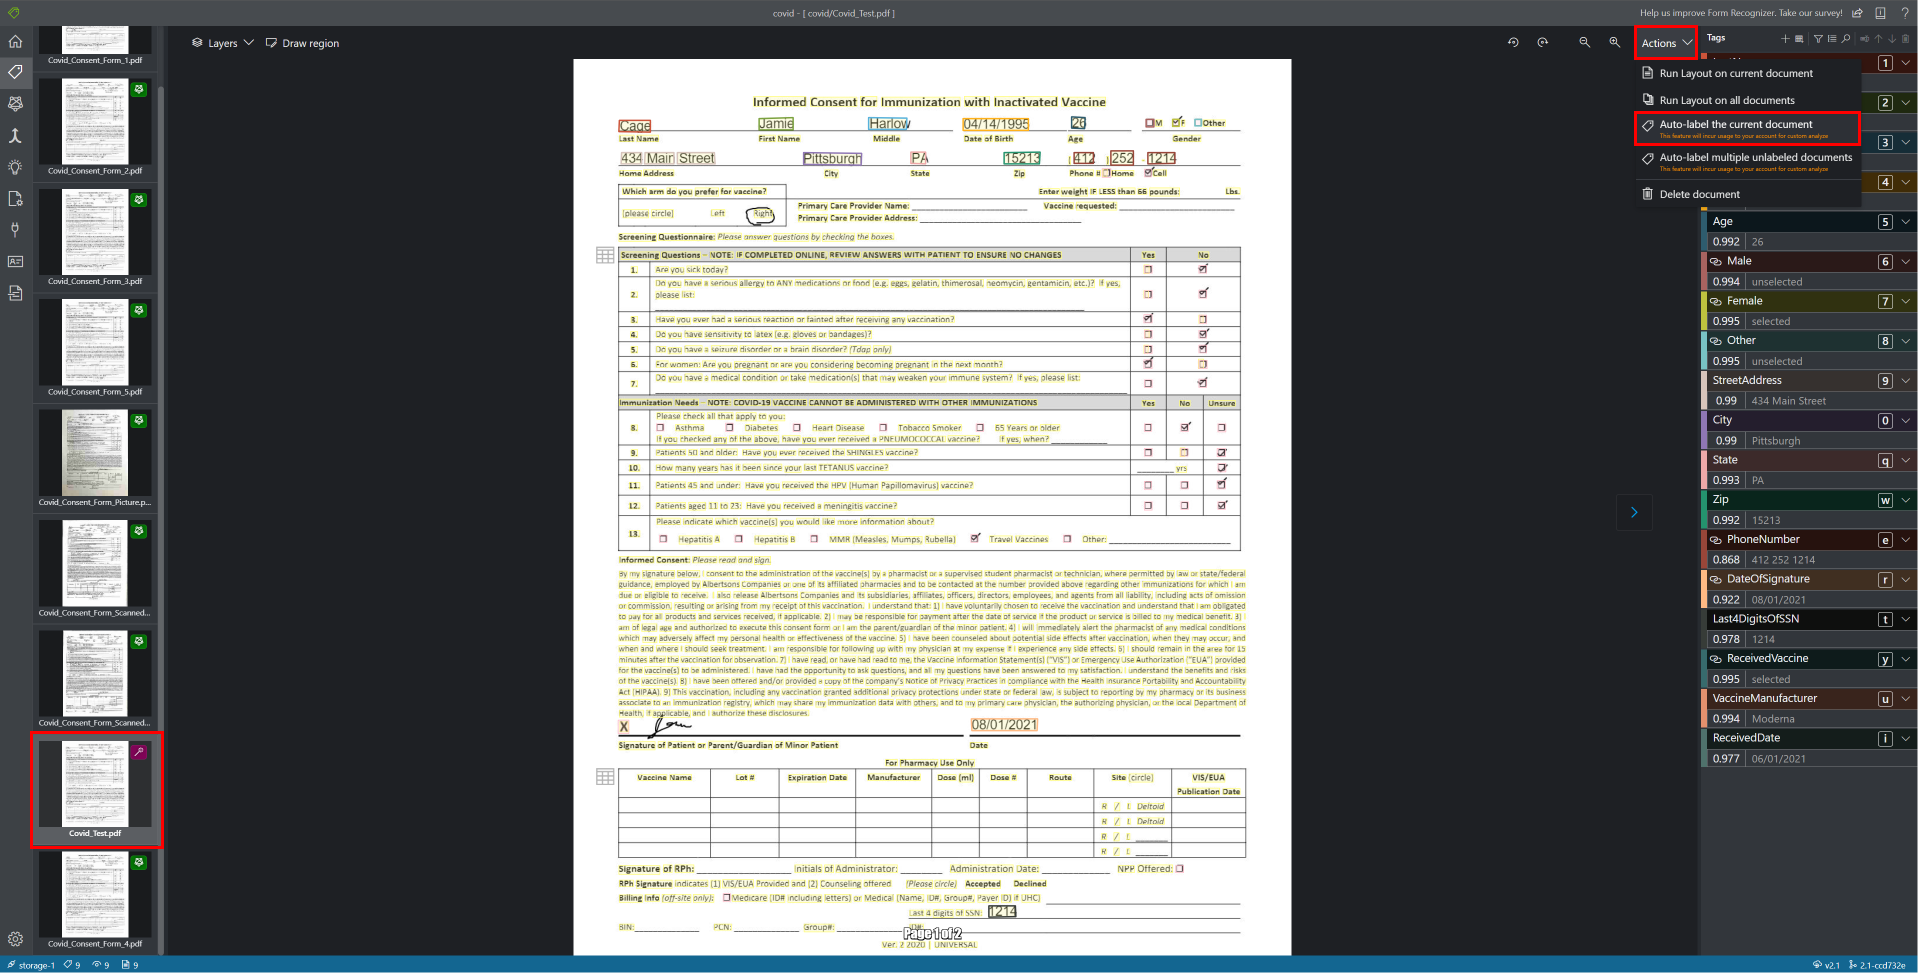 covid - [ covid/Covid_Test.pdf ]
Help us improve Form Recognizer. Take our survey!
Layers
Draw region
Actions
Run Layout on current document
Run Layout on all documents
Auto-label the current document
This feature will incur usage to your account for custom analyze
Auto-label multiple unlabeled documents
This feature will incur usage to your account for custom analyze
Delete document
Covid_Consent_Form_1.pdf
Covid_Consent_Form_2.pdf
Covid_Consent_Form_3.pdf
Covid_Consent_Form_5.pdf
Covid_Consent_Form_Picture.p...
Covid_Consent_Form_Scanned...
Covid_Consent_Form_Scanned...
Covid_Test.pdf
Covid_Consent_Form_4.pdf
Informed Consent for Immunization with Inactivated Vaccine
Cage Jamie Harlow 04/14/1995 26 M F Other
Last Name First Name Middle Date of Birth Age Gender
434 Main Street Pittsburgh PA 15213 (412 ) 252 - 1214
Home Address City State Zip Phone # Home Cell
Which arm do you prefer for vaccine? Enter weight IF LESS than 66 pounds: Lbs.
(please circle) Left Right
Primary Care Provider Name: Vaccine requested:
Primary Care Provider Address:
Screening Questionnaire: Please answer questions by checking the boxes.
Screening Questions – NOTE: IF COMPLETED ONLINE, REVIEW ANSWERS WITH PATIENT TO ENSURE NO CHANGES Yes No
1. Are you sick today?
2. Do you have a serious allergy to ANY medications or food (e.g. eggs, gelatin, thimerosal, neomycin, gentamicin, etc.)? If yes,
please list:
3. Have you ever had a serious reaction or fainted after receiving any vaccination?
4. Do you have sensitivity to latex (e.g. gloves or bandages)?
5. Do you have a seizure disorder or a brain disorder? (Tdap only)
6. For women: Are you pregnant or are you considering becoming pregnant in the next month?
7. Do you have a medical condition or take medication(s) that may weaken your immune system? If yes, please list:
Immunization Needs – NOTE: COVID-19 VACCINE CANNOT BE ADMINISTERED WITH OTHER IMMUNIZATIONS Yes No Unsure
8. Please check all that apply to you:
Asthma Diabetes Heart Disease Tobacco Smoker 65 Years or older
If you checked any of the above, have you ever received a PNEUMOCOCCAL vaccine? If yes, when?
9. Patients 50 and older: Have you ever received the SHINGLES vaccine?
10. How many years has it been since your last TETANUS vaccine? yrs
11. Patients 45 and under: Have you received the HPV (Human Papillomavirus) vaccine?
12. Patients aged 11 to 23: Have you received a meningitis vaccine?
13. Please indicate which vaccine(s) you would like more information about?
Hepatitis A Hepatitis B MMR (Measles, Mumps, Rubella) Travel Vaccines Other:
Informed Consent: Please read and sign.
By my signature below, I consent to the administration of the vaccine(s) by a pharmacist or a supervised student pharmacist or technician, where permitted by law or state/federal
guidance, employed by Albertsons Companies or one of its affiliated pharmacies and to be contacted at the number provided above regarding other immunizations for which I am
due or eligible to receive. I also release Albertsons Companies and its subsidiaries, affiliates, officers, directors, employees, and agents from all liability, including acts of omission
or commission, resulting or arising from my receipt of this vaccination. I understand that: 1) I have voluntarily chosen to receive the vaccination and understand that I am obligated
to pay for all products and services received, if applicable. 2) I may be responsible for payment after the date of service if the product or service is billed to my medical benefit. 3) I
am of legal age and authorized to execute this consent form or I am the parent/guardian of the minor patient. 4) I will immediately alert the pharmacist of any medical conditions
which may adversely affect my personal health or effectiveness of the vaccine. 5) I have been counseled about potential side effects after vaccination, when they may occur, and
when and where I should seek treatment. I am responsible for following up with my physician at my expense if I experience any side effects. 6) I should remain in the area for 15
minutes after the vaccination for observation. 7) I have read, or have had read to me, the Vaccine Information Statement(s) ("VIS") or Emergency Use Authorization ("EUA") provided
for the vaccine(s) to be administered. I have had the opportunity to ask questions, and all my questions have been answered to my satisfaction. I understand the benefits and risks
of the vaccine(s). 8) I have been offered and/or provided a copy of the company's Notice of Privacy Practices in compliance with the Health Insurance Portability and Accountability
Act (HIPAA). 9) This vaccination, including any vaccination granted additional privacy protections under state or federal law, is subject to reporting by my pharmacy or its business
associate to an immunization registry, which may share my immunization data with others, and to my primary care physician, the authorizing physician, or the local Department of
Health, if applicable, and I authorize these disclosures.
X 08/01/2021
Signature of Patient or Parent/Guardian of Minor Patient Date
For Pharmacy Use Only
Vaccine Name Lot # Expiration Date Manufacturer Dose (ml) Dose # Route Site (circle) VIS/EUA
Publication Date
R / L Deltoid
R / L Deltoid
R / L
R / L
Signature of RPh: Initials of Administrator: Administration Date: NPP Offered:
RPh Signature indicates (1) VIS/EUA Provided and (2) Counseling offered (Please circle) Accepted Declined
Billing Info (off-site only): Medicare (ID# including letters) or Medical (Name, ID#, Group#, Payer ID) if UHC)
Last 4 digits of SSN: 1214
BIN: PCN: Group#: ID#:
Page 1 of 2
Ver. 2 2020 | UNIVERSAL
Tags
1
2
3
4
Age 5
0.992 26
Male 6
0.994 unselected
Female 7
0.995 selected
Other 8
0.995 unselected
StreetAddress 9
0.99 434 Main Street
City 0
0.99 Pittsburgh
State q
0.993 PA
Zip w
0.992 15213
PhoneNumber e
0.868 412 252 1214
DateOfSignature r
0.922 08/01/2021
Last4DigitsOfSSN t
0.978 1214
ReceivedVaccine y
0.995 selected
VaccineManufacturer u
0.994 Moderna
ReceivedDate i
0.977 06/01/2021
storage-1 9 9 9
v2.1 2.1-ccd732e